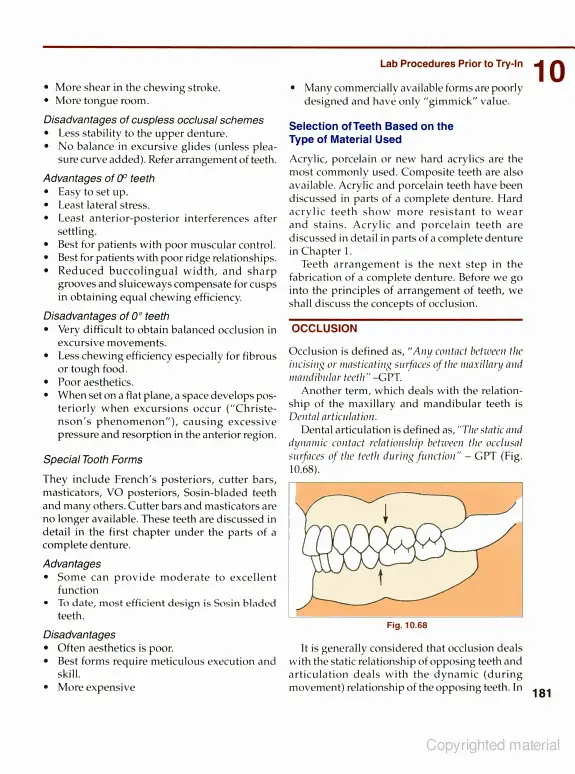 Lab Procedures Prior to Try-In
10
• More shear in the chewing stroke.
• More tongue room.
Disadvantages of cuspless occlusal schemes
• Less stability to the upper denture.
• No balance in excursive glides (unless plea-
sure curve added). Refer arrangement of teeth.
Advantages of 0° teeth
• Easy to set up.
• Least lateral stress.
• Least anterior-posterior interferences after
settling.
• Best for patients with poor muscular control.
• Best for patients with poor ridge relationships.
• Reduced buccolingual width, and sharp
grooves and sluiceways compensate for cusps
in obtaining equal chewing efficiency.
Disadvantages of 0° teeth
• Very difficult to obtain balanced occlusion in
excursive movements.
• Less chewing efficiency especially for fibrous
or tough food.
• Poor aesthetics.
• When set on a flat plane, a space develops pos-
teriorly when excursions occur ("Christe-
nson's phenomenon"), causing excessive
pressure and resorption in the anterior region.
Special Tooth Forms
They include French's posteriors, cutter bars,
masticators, VO posteriors, Sosin-bladed teeth
and many others. Cutter bars and masticators are
no longer available. These teeth are discussed in
detail in the first chapter under the parts of a
complete denture.
Advantages
• Some can provide moderate to excellent
function
• To date, most efficient design is Sosin bladed
teeth.
Disadvantages
• Often aesthetics is poor.
• Best forms require meticulous execution and
skill.
• More expensive
• Many commercially available forms are poorly
designed and have only "gimmick" value.
Selection of Teeth Based on the
Type of Material Used
Acrylic, porcelain or new hard acrylics are the
most commonly used. Composite teeth are also
available. Acrylic and porcelain teeth have been
discussed in parts of a complete denture. Hard
acrylic teeth show more resistant to wear
and stains. Acrylic and porcelain teeth are
discussed in detail in parts of a complete denture
in Chapter 1.
Teeth arrangement is the next step in the
fabrication of a complete denture. Before we go
into the principles of arrangement of teeth, we
shall discuss the concepts of occlusion.
OCCLUSION
Occlusion is defined as, "Any contact between the
incising or masticating surfaces of the maxillary and
mandibular teeth" –GPT.
Another term, which deals with the relation-
ship of the maxillary and mandibular teeth is
Dental articulation.
Dental articulation is defined as, "The static and
dynamic contact relationship between the occlusal
surfaces of the teeth during function" – GPT (Fig.
10.68).
Fig. 10.68
It is generally considered that occlusion deals
with the static relationship of opposing teeth and
articulation deals with the dynamic (during
movement) relationship of the opposing teeth. In
181
Copyrighted material